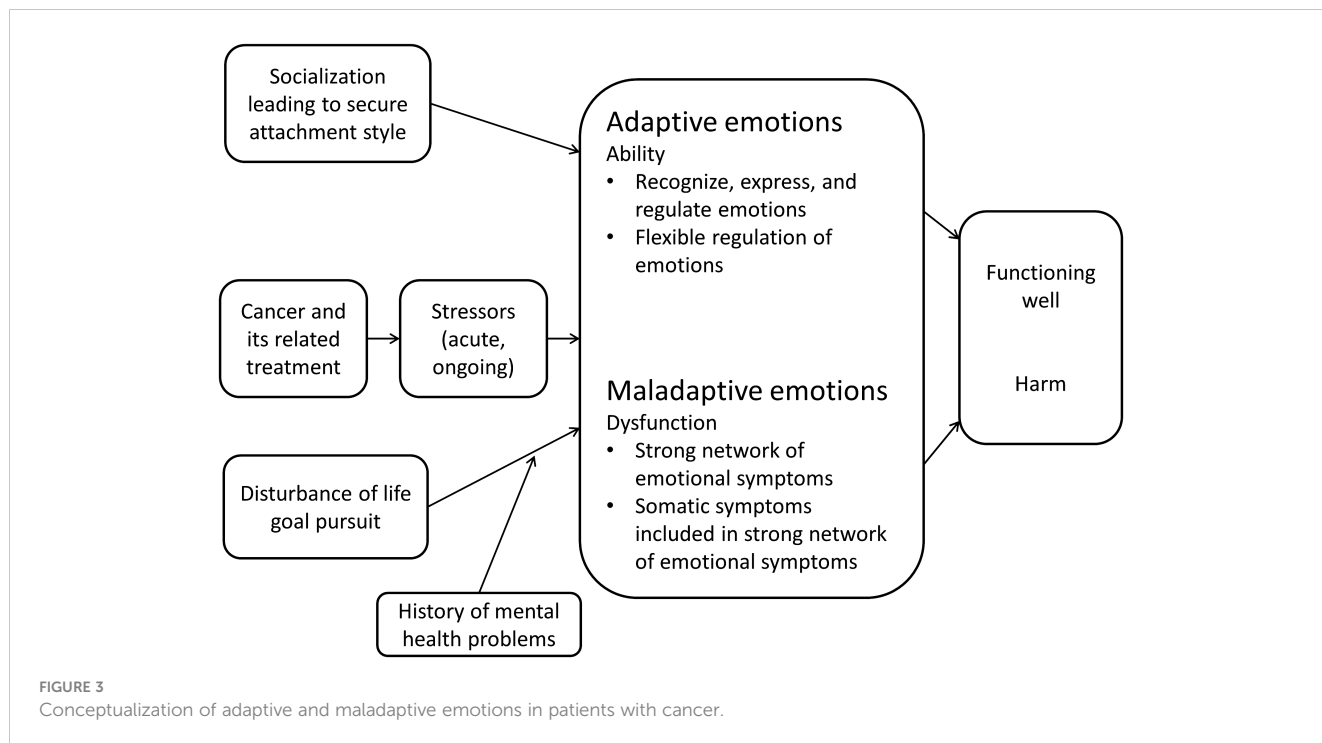 Socialization
leading to secure
attachment style
Cancer and
its related
treatment
Stressors
(acute,
ongoing)
Disturbance of life
goal pursuit
History of mental
health problems
Adaptive emotions
Ability
• Recognize, express, and
regulate emotions
• Flexible regulation of
emotions
Maladaptive emotions
Dysfunction
• Strong network of
emotional symptoms
• Somatic symptoms
included in strong network
of emotional symptoms
Functioning
well
Harm
FIGURE 3
Conceptualization of adaptive and maladaptive emotions in patients with cancer.